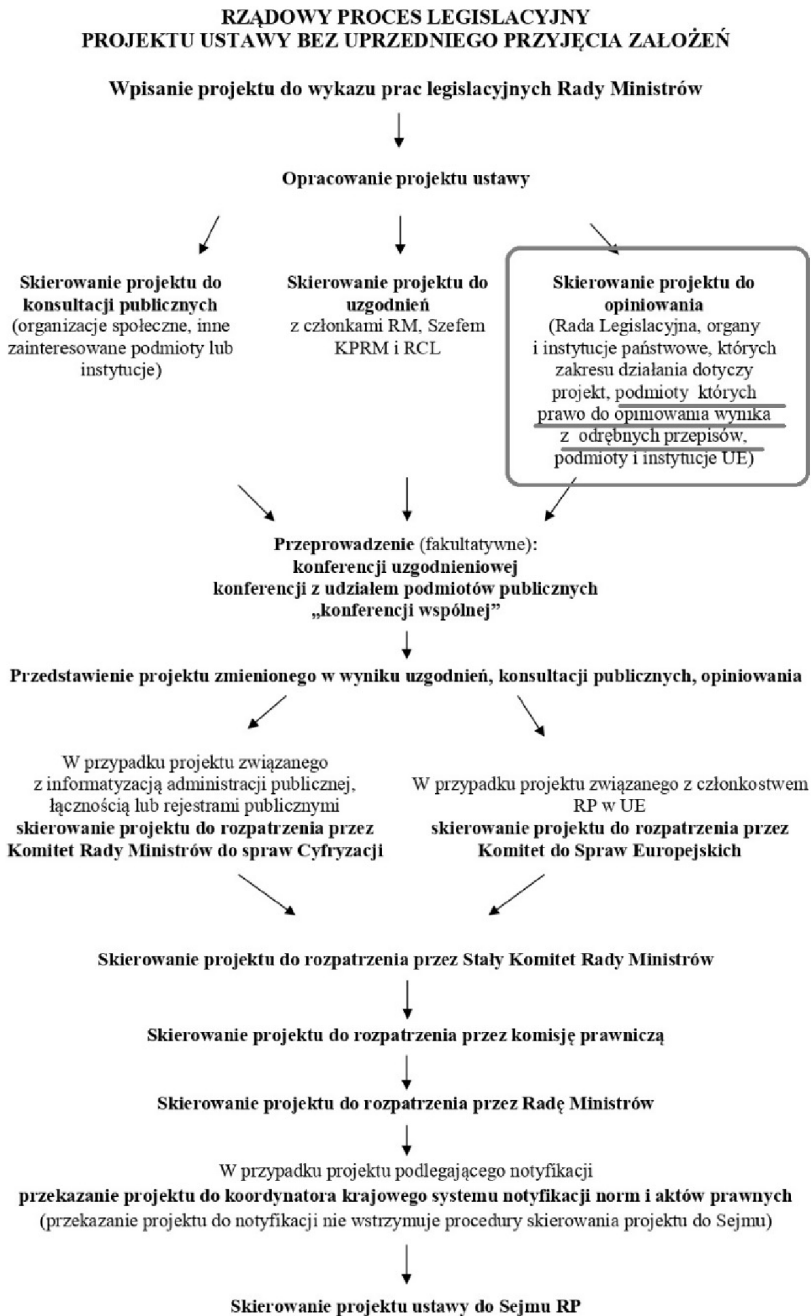 RZĄDOWY PROCES LEGISLACYJNY
PROJEKTU USTAWY BEZ UPRZEDNIEGO PRZYJĘCIA ZAŁOŻEŃ
Wpisanie projektu do wykazu prac legislacyjnych Rady Ministrów
Opracowanie projektu ustawy
Skierowanie projektu do
konsultacji publicznych
(organizacje społeczne, inne
zainteresowane podmioty lub
instytucje)
Skierowanie projektu do
uzgodnień
z członkami RM, Szefem
KPRM i RCL
Skierowanie projektu do
opiniowania
(Rada Legislacyjna, organy
i instytucje państwowe, których
zakresu działania dotyczy
projekt, podmioty których
prawo do opiniowania wynika
z odrębnych przepisów,
podmioty i instytucje UE)
Przeprowadzenie (fakultatywne):
konferencji uzgodnieniowej
konferencji z udziałem podmiotów publicznych
„konferencji wspólnej”
Przedstawienie projektu zmienionego w wyniku uzgodnień, konsultacji publicznych, opiniowania
W przypadku projektu związanego
z informatyzacją administracji publicznej,
łącznością lub rejestrami publicznymi
skierowanie projektu do rozpatrzenia przez
Komitet Rady Ministrów do spraw Cyfryzacji
W przypadku projektu związanego z członkostwem
RP w UE
skierowanie projektu do rozpatrzenia przez
Komitet do Spraw Europejskich
Skierowanie projektu do rozpatrzenia przez Stały Komitet Rady Ministrów
Skierowanie projektu do rozpatrzenia przez komisję prawniczą
Skierowanie projektu do rozpatrzenia przez Radę Ministrów
W przypadku projektu podlegającego notyfikacji
przekazanie projektu do koordynatora krajowego systemu notyfikacji norm i aktów prawnych
(przekazanie projektu do notyfikacji nie wstrzymuje procedury skierowania projektu do Sejmu)
Skierowanie projektu ustawy do Sejmu RP